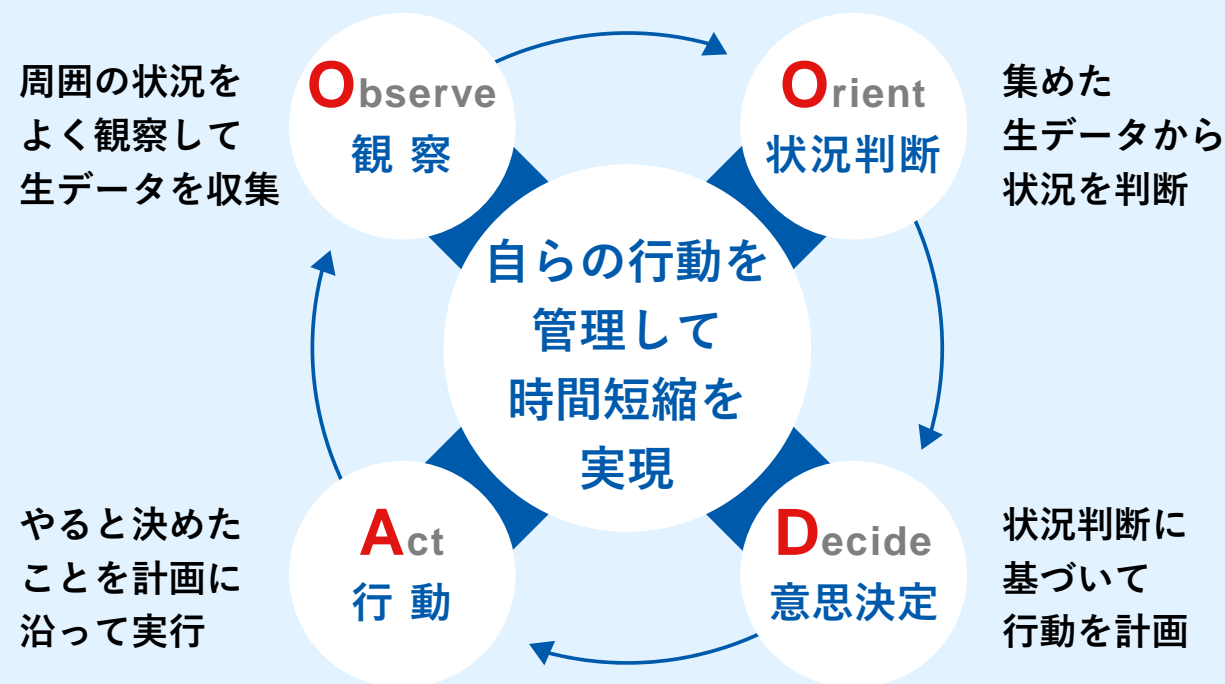 周囲の状況を
よく観察して
生データを収集
Observe
観 察
Orient
状況判断
集めた
生データから
状況を判断
自らの行動を
管理して
時間短縮を
実現
やると決めた
ことを計画に
沿って実行
Act
行 動
Decide
意思決定
状況判断に
基づいて
行動を計画